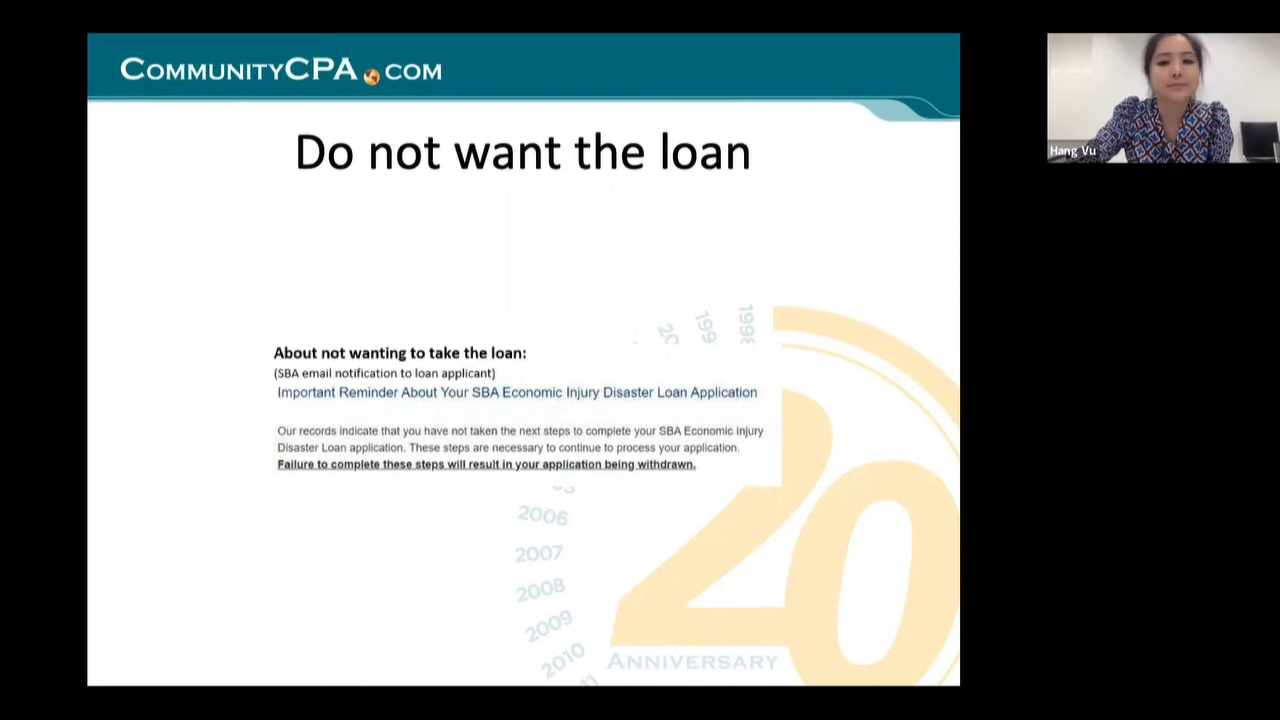 COMMUNITYCPA.COM
Do not want the loan
Hang Vu
1998
199
20
About not wanting to take the loan:
(SBA email notification to loan applicant)
Important Reminder About Your SBA Economic Injury Disaster Loan Application
Our records indicate that you have not taken the next steps to complete your SBA Economic Injury
Disaster Loan application. These steps are necessary to continue to process your application.
Failure to complete these steps will result in your application being withdrawn.
2006
2007
2008
2009
2010
20
ANNIVERSARY